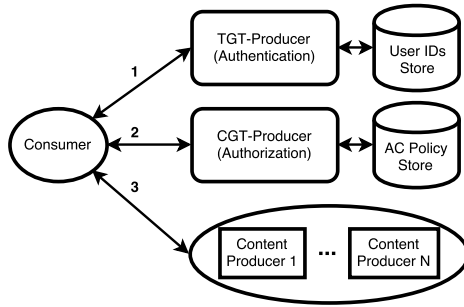 TGT-Producer
(Authentication)
User IDs
Store
1
Consumer
2
CGT-Producer
(Authorization)
AC Policy
Store
3
Content
Producer 1
...
Content
Producer N